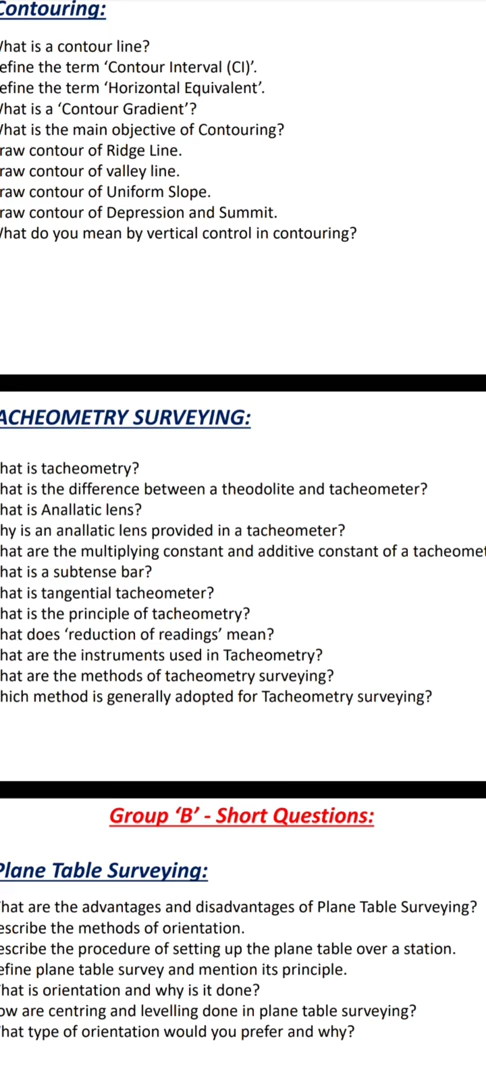 Contouring:
What is a contour line?
efine the term ‘Contour Interval (CI)’.
efine the term ‘Horizontal Equivalent’.
What is a ‘Contour Gradient’?
What is the main objective of Contouring?
raw contour of Ridge Line.
raw contour of valley line.
raw contour of Uniform Slope.
raw contour of Depression and Summit.
What do you mean by vertical control in contouring?
ACHEOMETRY SURVEYING:
hat is tacheometry?
hat is the difference between a theodolite and tacheometer?
hat is Anallatic lens?
hy is an anallatic lens provided in a tacheometer?
hat are the multiplying constant and additive constant of a tacheomet
hat is a subtense bar?
hat is tangential tacheometer?
hat is the principle of tacheometry?
hat does ‘reduction of readings’ mean?
hat are the instruments used in Tacheometry?
hat are the methods of tacheometry surveying?
hich method is generally adopted for Tacheometry surveying?
Group ‘B’ - Short Questions:
Plane Table Surveying:
hat are the advantages and disadvantages of Plane Table Surveying?
escribe the methods of orientation.
escribe the procedure of setting up the plane table over a station.
efine plane table survey and mention its principle.
hat is orientation and why is it done?
ow are centring and levelling done in plane table surveying?
hat type of orientation would you prefer and why?